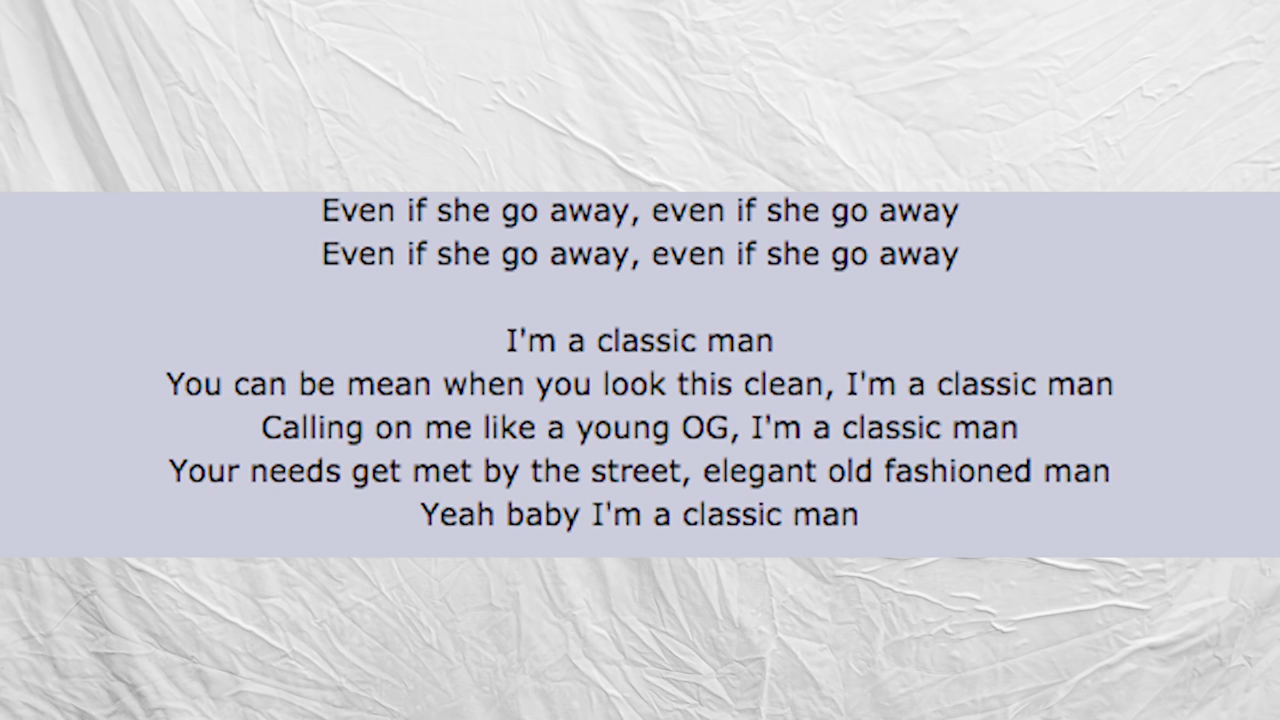 Even if she go away, even if she go away
Even if she go away, even if she go away
I'm a classic man
You can be mean when you look this clean, I'm a classic man
Calling on me like a young OG, I'm a classic man
Your needs get met by the street, elegant old fashioned man
Yeah baby I'm a classic man